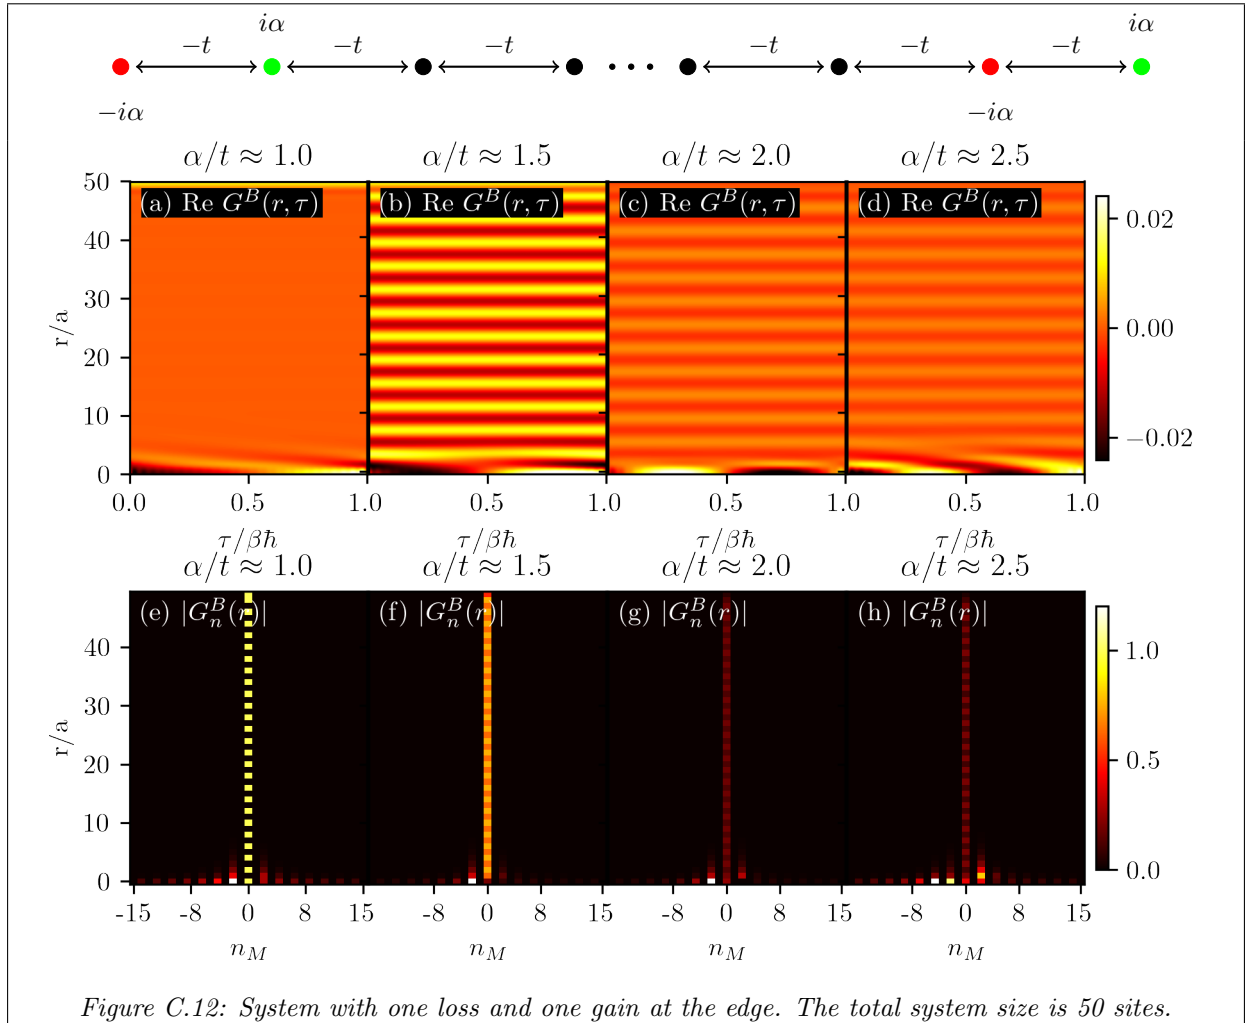 iα iα
−t −t −t −t −t −t
−iα −iα
α/t ≈ 1.0 α/t ≈ 1.5 α/t ≈ 2.0 α/t ≈ 2.5
(a) Re G^B(r, τ) (b) Re G^B(r, τ) (c) Re G^B(r, τ) (d) Re G^B(r, τ)
50
40
30
20
10
0
r/a
0.02
0.00
−0.02
0.0 0.5 1.0 0.5 1.0 0.5 1.0 0.5 1.0
τ/βħ τ/βħ τ/βħ τ/βħ
α/t ≈ 1.0 α/t ≈ 1.5 α/t ≈ 2.0 α/t ≈ 2.5
(e) |G_n^B(r)| (f) |G_n^B(r)| (g) |G_n^B(r)| (h) |G_n^B(r)|
40
30
20
10
0
r/a
1.0
0.5
0.0
-15 -8 0 8 15 -8 0 8 15 -8 0 8 15 -8 0 8 15
n_M n_M n_M n_M
Figure C.12: System with one loss and one gain at the edge. The total system size is 50 sites.